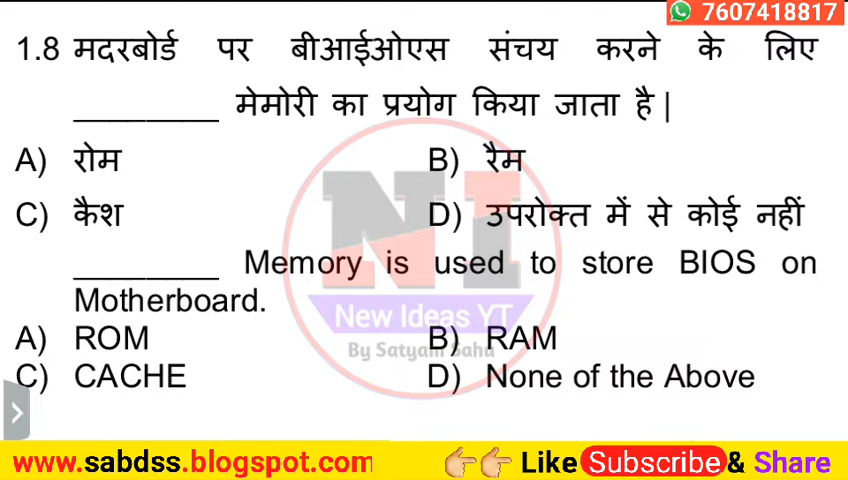 7607418817
1.8 मदरबोर्ड पर बीआईओएस संचय करने के लिए
________ मेमोरी का प्रयोग किया जाता है |
A) रोम B) रैम
C) कैश D) उपरोक्त में से कोई नहीं
________ Memory is used to store BIOS on
Motherboard.
A) ROM B) RAM
C) CACHE D) None of the Above
NI
New Ideas YT
By Satyam Sahu
www.sabdss.blogspot.com Like Subscribe & Share